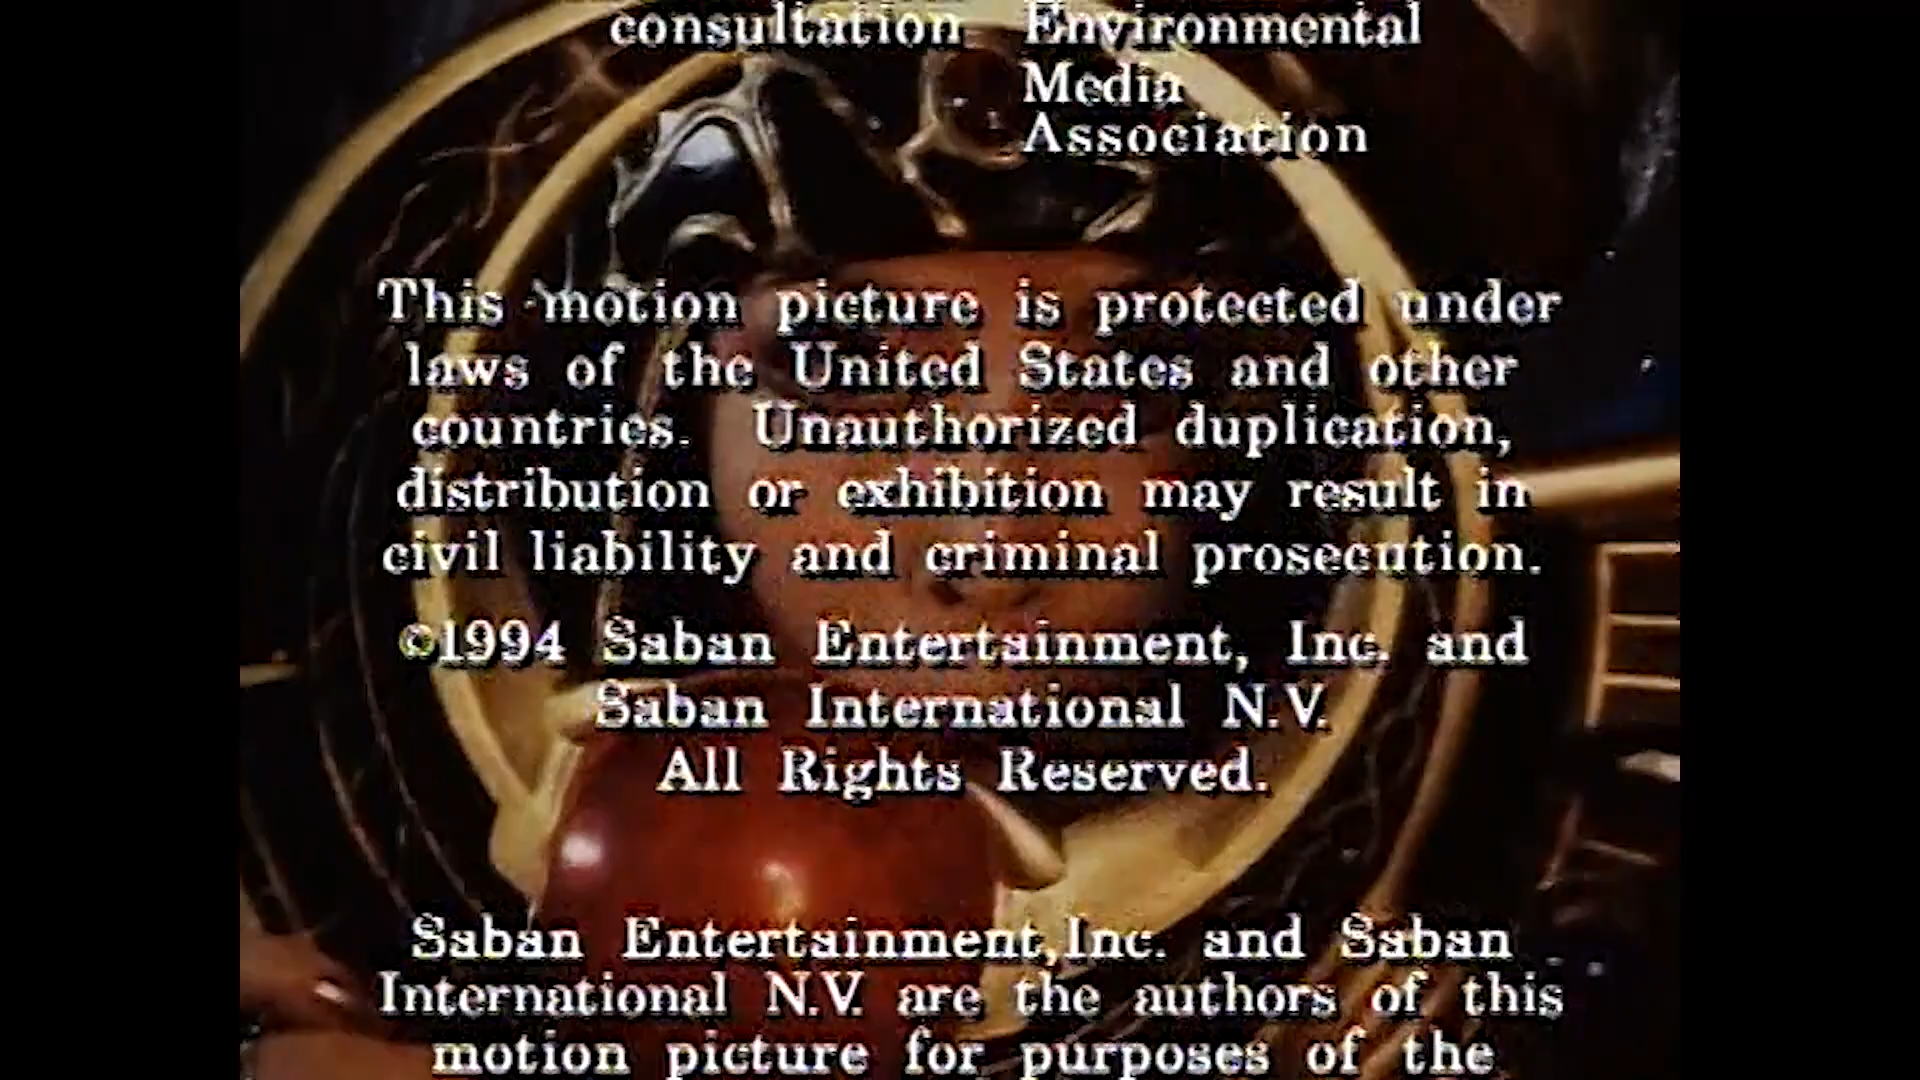 consultation Environmental
Media
Association
This motion picture is protected under
laws of the United States and other
countries. Unauthorized duplication,
distribution or exhibition may result in
civil liability and criminal prosecution.
©1994 Saban Entertainment, Inc. and
Saban International N.V.
All Rights Reserved.
Saban Entertainment,Inc. and Saban
International N.V. are the authors of this
motion picture for purposes of the